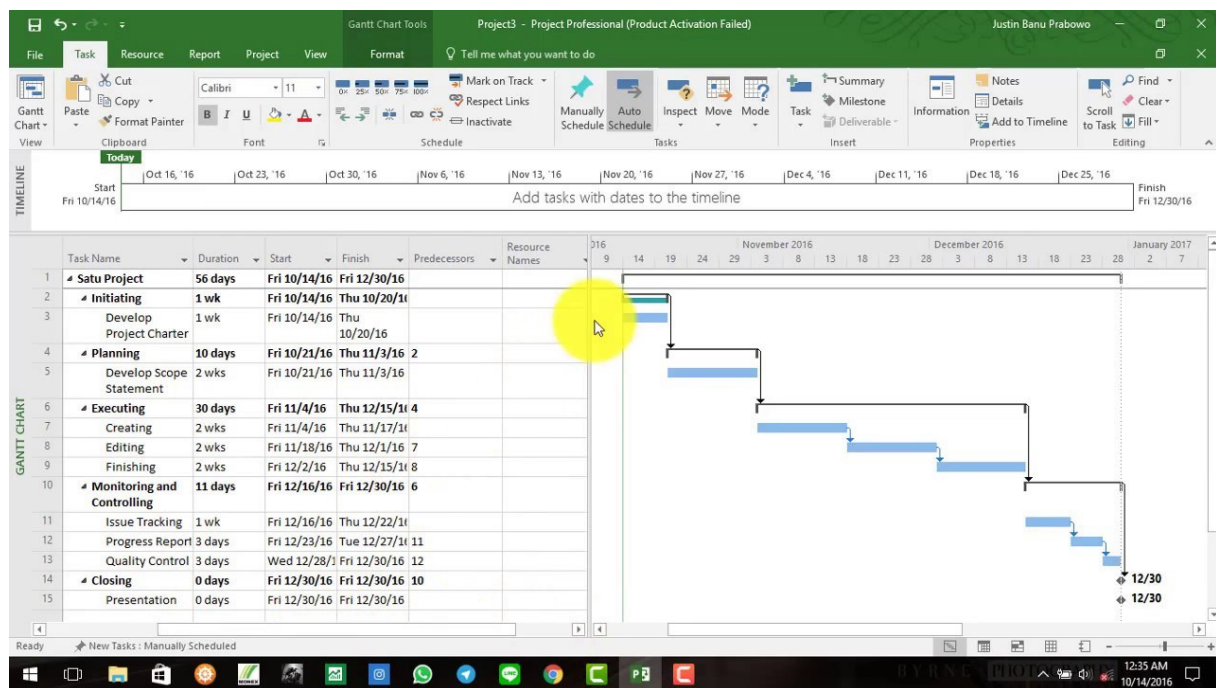 Gantt Chart Tools Project3 - Project Professional (Product Activation Failed) Justin Banu Prabowo
File Task Resource Report Project View Format Tell me what you want to do
Gantt Chart
View
Paste
Cut
Copy
Format Painter
Clipboard
Calibri 11
B I U A
Font
0× 25× 50× 75× 100×
Mark on Track
Respect Links
Inactivate
Schedule
Manually Schedule
Auto Schedule
Inspect Move Mode
Tasks
Task
Summary
Milestone
Deliverable
Insert
Information
Notes
Details
Add to Timeline
Properties
Scroll to Task
Find
Clear
Fill
Editing
TIMELINE
Today
Oct 16, '16 Oct 23, '16 Oct 30, '16 Nov 6, '16 Nov 13, '16 Nov 20, '16 Nov 27, '16 Dec 4, '16 Dec 11, '16 Dec 18, '16 Dec 25, '16
Start
Fri 10/14/16
Add tasks with dates to the timeline
Finish
Fri 12/30/16
GANTT CHART
Task Name Duration Start Finish Predecessors Resource Names
016 November 2016 December 2016 January 2017
9 14 19 24 29 3 8 13 18 23 28 3 8 13 18 23 28 2 7
1 Satu Project 56 days Fri 10/14/16 Fri 12/30/16
2 Initiating 1 wk Fri 10/14/16 Thu 10/20/16
3 Develop Project Charter 1 wk Fri 10/14/16 Thu 10/20/16
4 Planning 10 days Fri 10/21/16 Thu 11/3/16 2
5 Develop Scope Statement 2 wks Fri 10/21/16 Thu 11/3/16
6 Executing 30 days Fri 11/4/16 Thu 12/15/16 4
7 Creating 2 wks Fri 11/4/16 Thu 11/17/16
8 Editing 2 wks Fri 11/18/16 Thu 12/1/16 7
9 Finishing 2 wks Fri 12/2/16 Thu 12/15/16 8
10 Monitoring and Controlling 11 days Fri 12/16/16 Fri 12/30/16 6
11 Issue Tracking 1 wk Fri 12/16/16 Thu 12/22/16
12 Progress Report 3 days Fri 12/23/16 Tue 12/27/16 11
13 Quality Control 3 days Wed 12/28/1 Fri 12/30/16 12
14 Closing 0 days Fri 12/30/16 Fri 12/30/16 10 12/30
15 Presentation 0 days Fri 12/30/16 Fri 12/30/16 12/30
Ready New Tasks : Manually Scheduled
BYRNE PHOTOGRAPHY
12:35 AM
10/14/2016